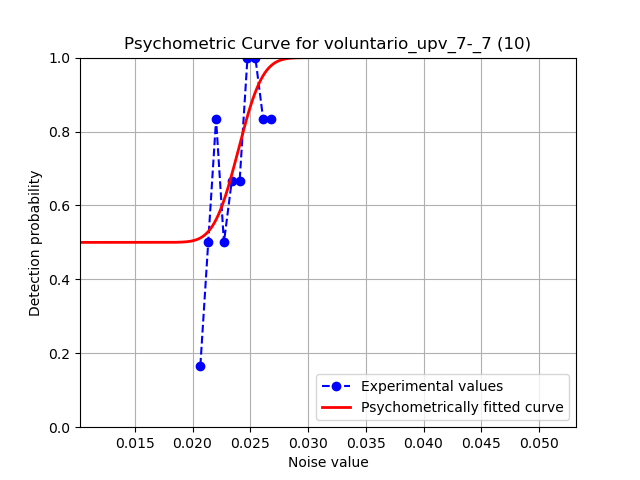 Psychometric Curve for voluntario_upv_7-_7 (10)
1.0
0.8
0.6
0.4
0.2
0.0
Detection probability
Experimental values
Psychometrically fitted curve
0.015 0.020 0.025 0.030 0.035 0.040 0.045 0.050
Noise value